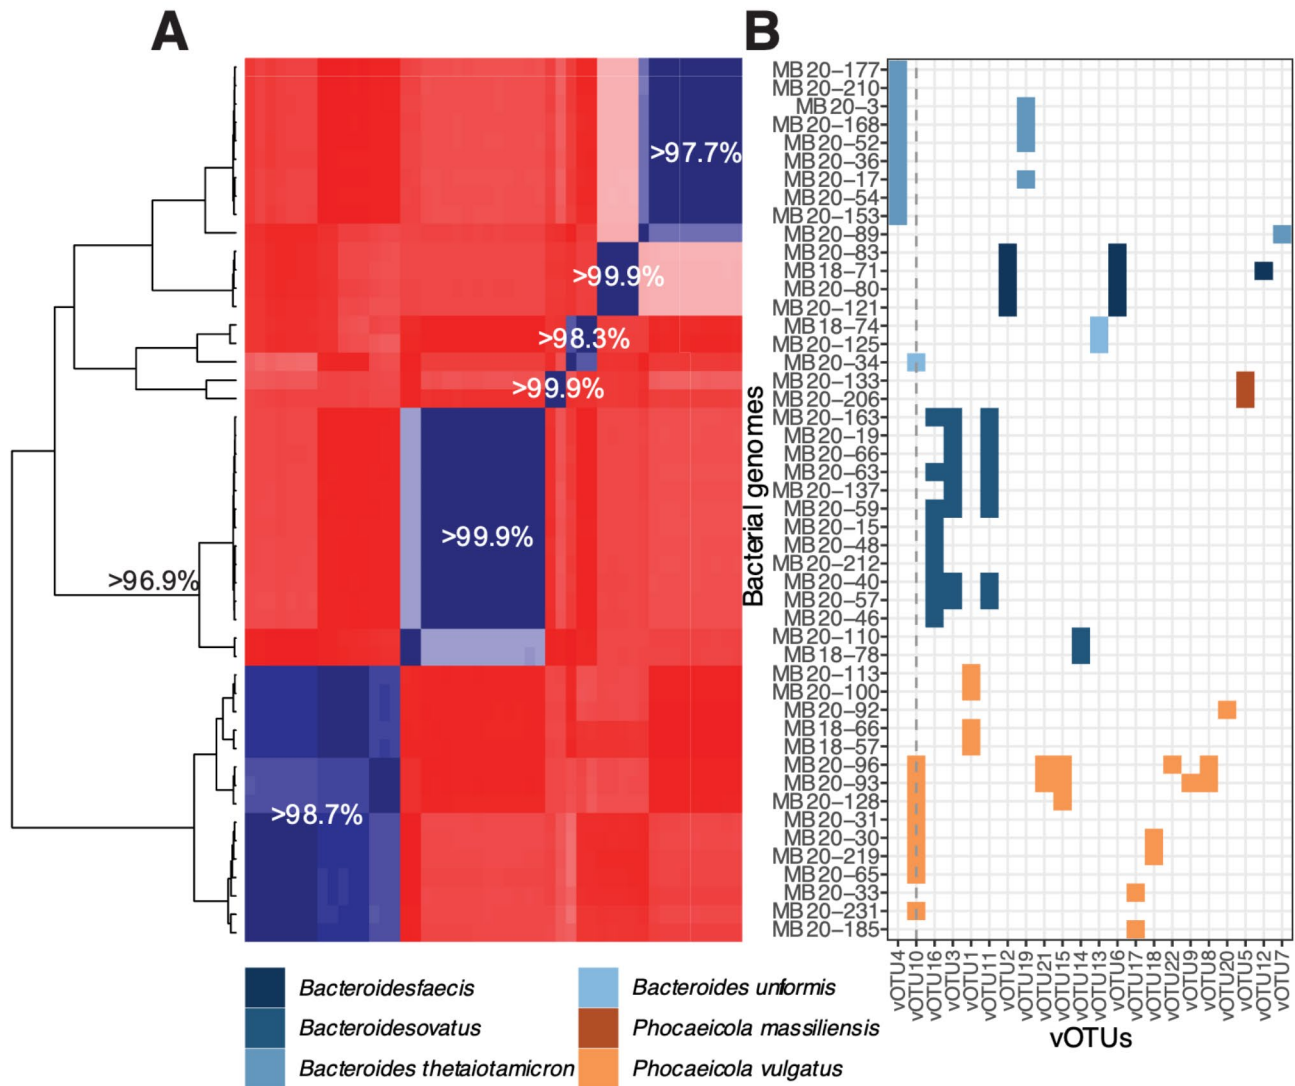 A
B
>97.7%
>99.9%
>98.3%
>99.9%
>99.9%
>96.9%
>98.7%
Bacterial genomes
MB20-177
MB20-210
MB20-3
MB20-168
MB20-52
MB20-36
MB20-17
MB20-54
MB20-153
MB20-89
MB20-83
MB18-71
MB20-80
MB20-121
MB18-74
MB20-125
MB20-34
MB20-133
MB20-206
MB20-163
MB20-19
MB20-66
MB20-63
MB20-137
MB20-59
MB20-15
MB20-48
MB20-212
MB20-40
MB20-57
MB20-46
MB20-110
MB18-78
MB20-113
MB20-100
MB20-92
MB18-66
MB18-57
MB20-96
MB20-93
MB20-128
MB20-31
MB20-30
MB20-219
MB20-65
MB20-33
MB20-231
MB20-185
vOTU4
vOTU10
vOTU16
vOTU3
vOTU1
vOTU11
vOTU2
vOTU19
vOTU21
vOTU15
vOTU14
vOTU13
vOTU6
vOTU17
vOTU18
vOTU22
vOTU9
vOTU8
vOTU20
vOTU5
vOTU12
vOTU7
vOTUs
Bacteroidesfaecis
Bacteroidesovatus
Bacteroides thetaiotamicron
Bacteroides unformis
Phocaeicola massiliensis
Phocaeicola vulgatus